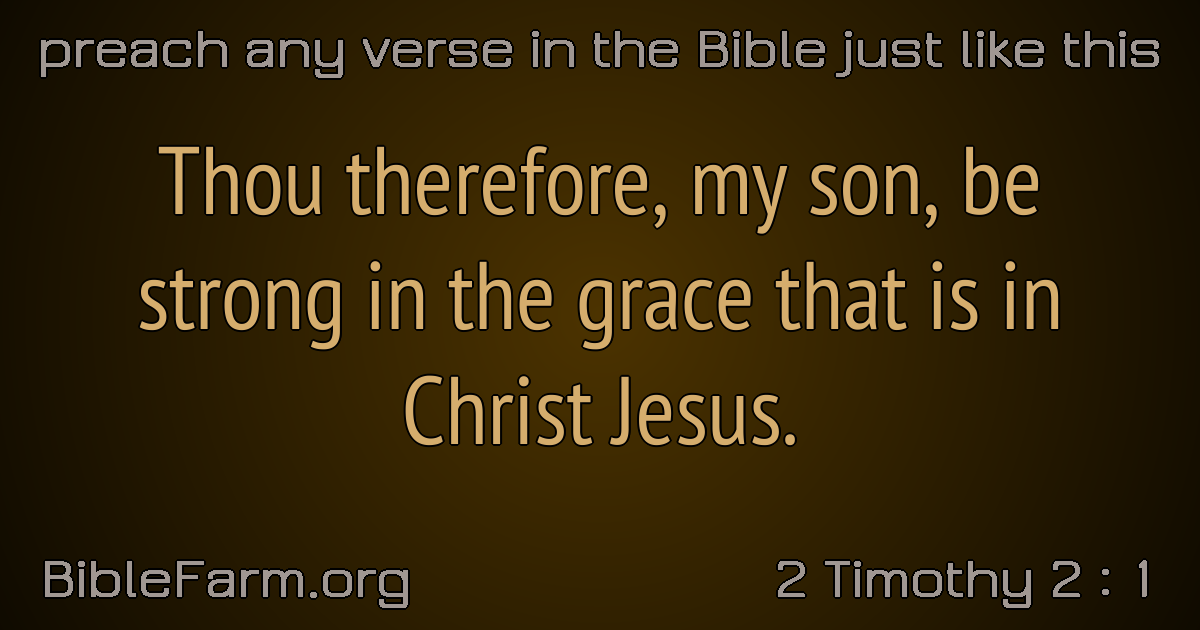 preach any verse in the Bible just like this
Thou therefore, my son, be
strong in the grace that is in
Christ Jesus.
BibleFarm.org
2 Timothy 2 : 1